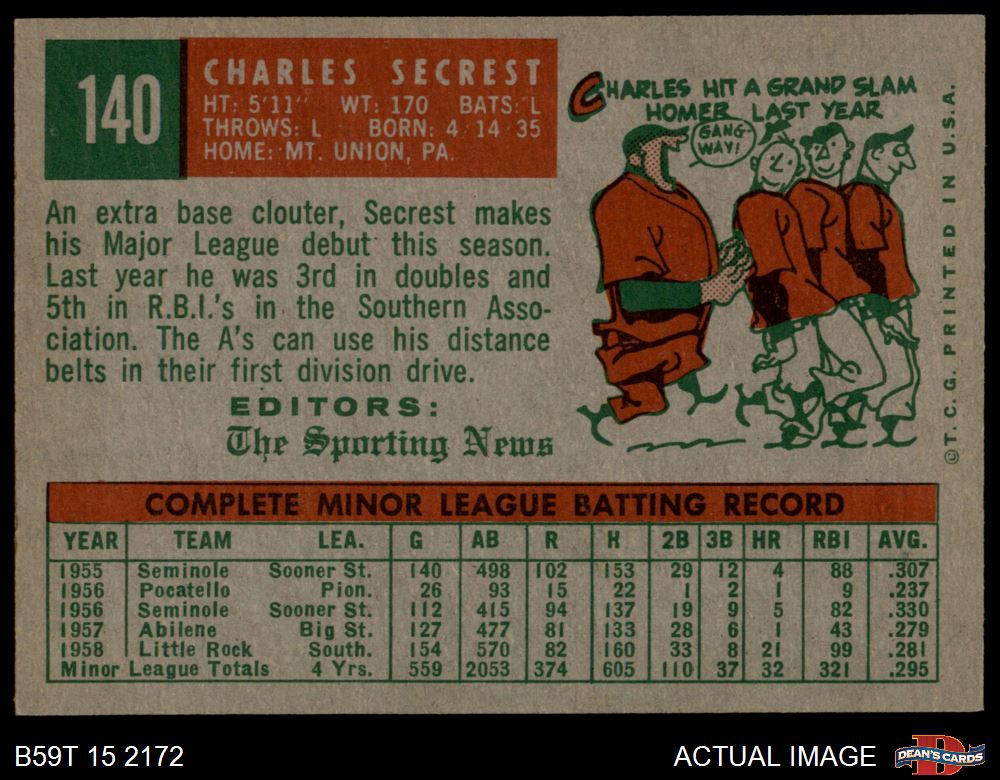 140
CHARLES SECREST
HT: 5'11" WT: 170 BATS: L
THROWS: L BORN: 4-14-35
HOME: MT. UNION, PA.
An extra base clouter, Secrest makes
his Major League debut this season.
Last year he was 3rd in doubles and
5th in R.B.I.'s in the Southern Asso-
ciation. The A's can use his distance
belts in their first division drive.
EDITORS:
The Sporting News
CHARLES HIT A GRAND SLAM
HOMER LAST YEAR
GANG-
WAY!
©T.C.G. PRINTED IN U.S.A.
COMPLETE MINOR LEAGUE BATTING RECORD
YEAR TEAM LEA. G AB R H 2B 3B HR RBI AVG.
1955 Seminole Sooner St. 140 498 102 153 29 12 4 88 .307
1956 Pocatello Pion. 26 93 15 22 1 2 1 9 .237
1956 Seminole Sooner St. 112 415 94 137 19 9 5 82 .330
1957 Abilene Big St. 127 477 81 133 28 6 1 43 .279
1958 Little Rock South. 154 570 82 160 33 8 21 99 .281
Minor League Totals 4 Yrs. 559 2053 374 605 110 37 32 321 .295
B59T 15 2172
ACTUAL IMAGE
DEAN'S CARDS